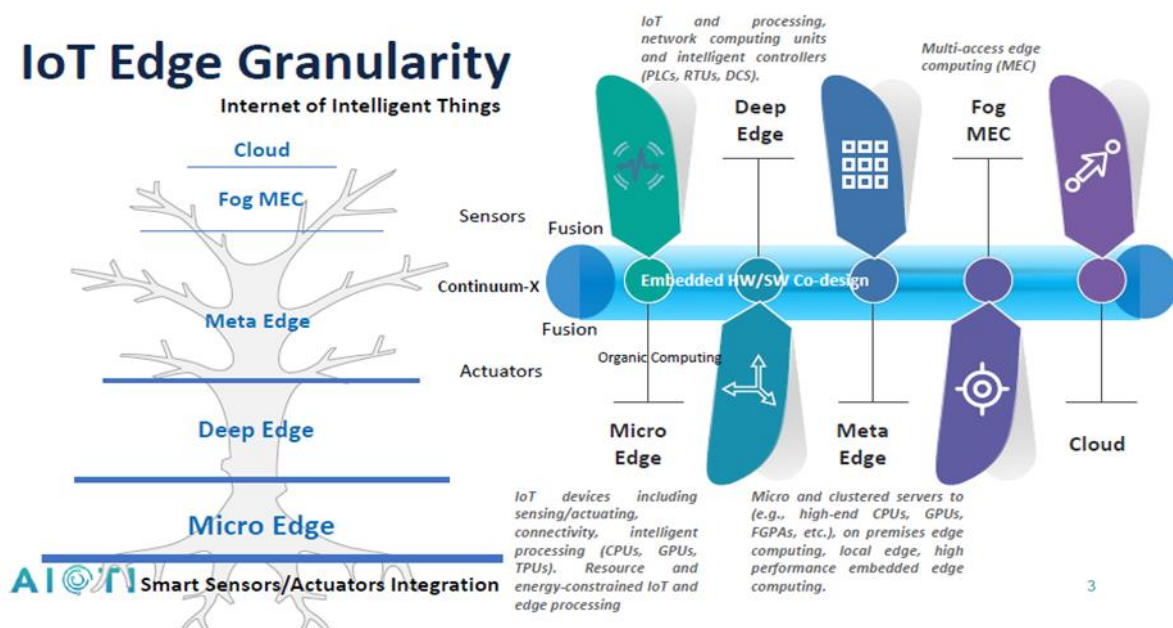 IoT Edge Granularity
Internet of Intelligent Things
Cloud
Fog MEC
Meta Edge
Deep Edge
Micro Edge
Smart Sensors/Actuators Integration
AIOTI
Sensors
Fusion
Continuum-X
Fusion
Actuators
Organic Computing
Embedded HW/SW Co-design
IoT and processing,
network computing units
and intelligent controllers
(PLCs, RTUs, DCS).
Deep
Edge
Multi-access edge
computing (MEC)
Fog
MEC
Micro
Edge
Meta
Edge
Cloud
IoT devices including
sensing/actuating,
connectivity, intelligent
processing (CPUs, GPUs,
TPUs). Resource and
energy-constrained IoT and
edge processing
Micro and clustered servers to
(e.g., high-end CPUs, GPUs,
FGPAs, etc.), on premises edge
computing, local edge, high
performance embedded edge
computing.
3